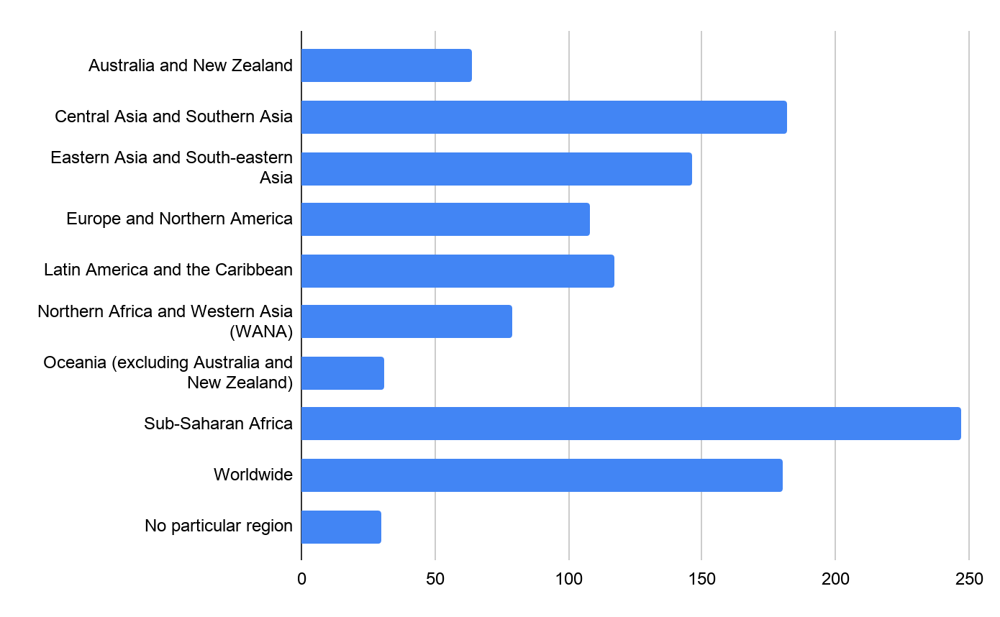 Australia and New Zealand
Central Asia and Southern Asia
Eastern Asia and South-eastern
Asia
Europe and Northern America
Latin America and the Caribbean
Northern Africa and Western Asia
(WANA)
Oceania (excluding Australia and
New Zealand)
Sub-Saharan Africa
Worldwide
No particular region
0 50 100 150 200 250